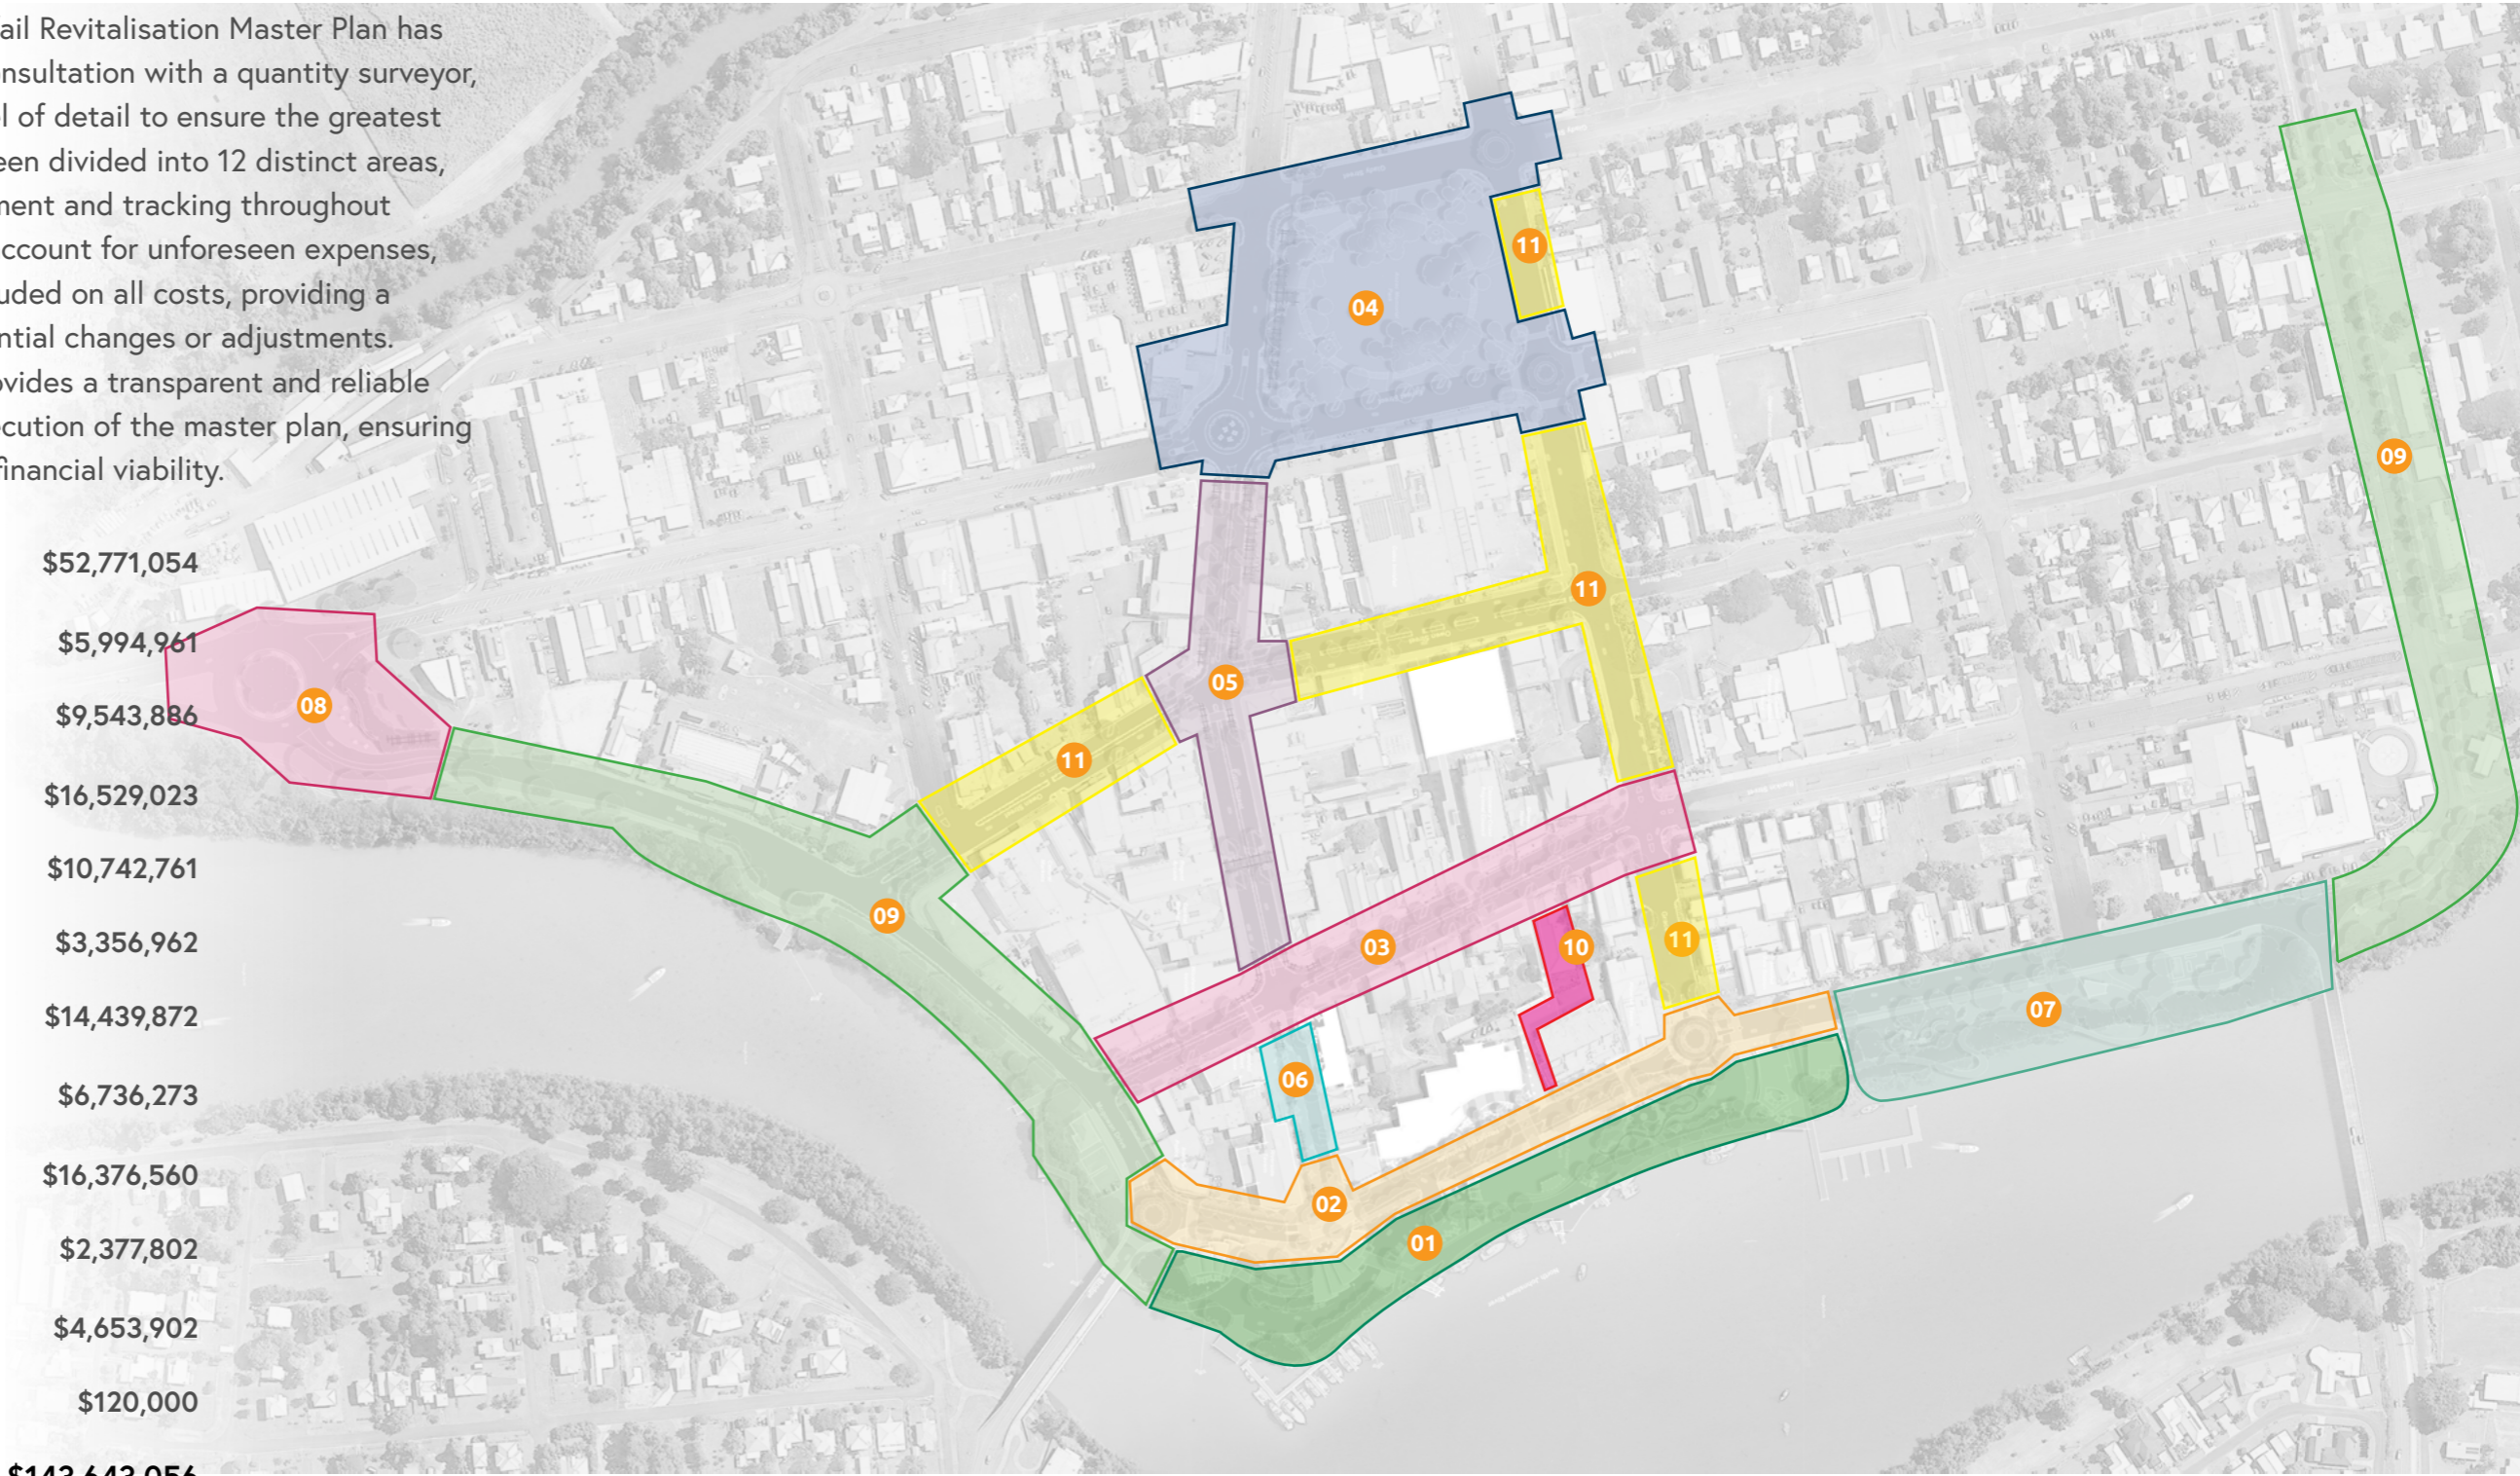 ail Revitalisation Master Plan has
onsultation with a quantity surveyor,
l of detail to ensure the greatest
een divided into 12 distinct areas,
ment and tracking throughout
ccount for unforeseen expenses,
uded on all costs, providing a
ntial changes or adjustments.
ovides a transparent and reliable
cution of the master plan, ensuring
financial viability.
$52,771,054
$5,994,961
$9,543,886
$16,529,023
$10,742,761
$3,356,962
$14,439,872
$6,736,273
$16,376,560
$2,377,802
$4,653,902
$120,000
$143,643,056
11
04
09
11
05
08
11
09
03
10
11
07
06
02
01